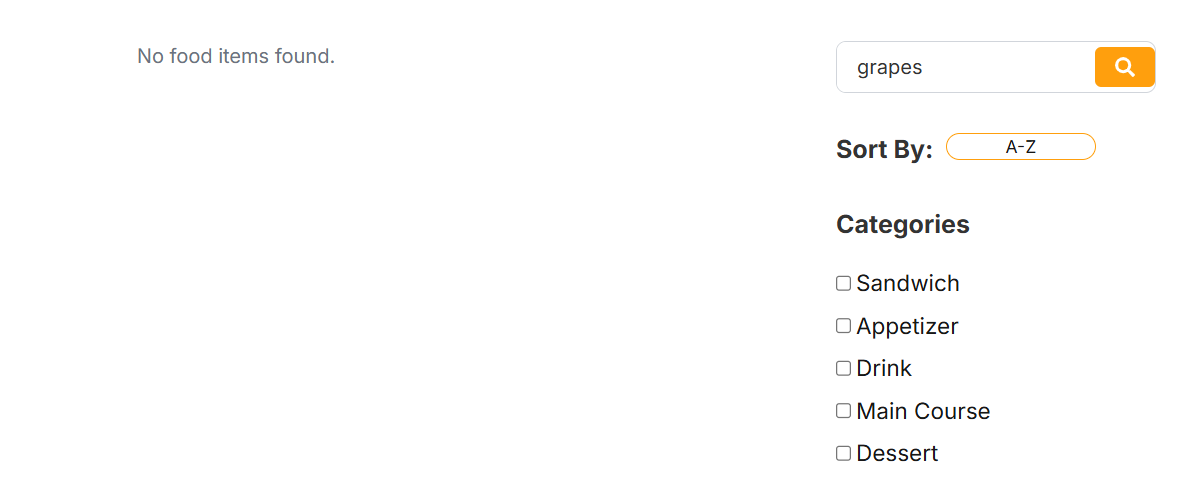 No food items found.
grapes
Sort By: A-Z
Categories
Sandwich
Appetizer
Drink
Main Course
Dessert